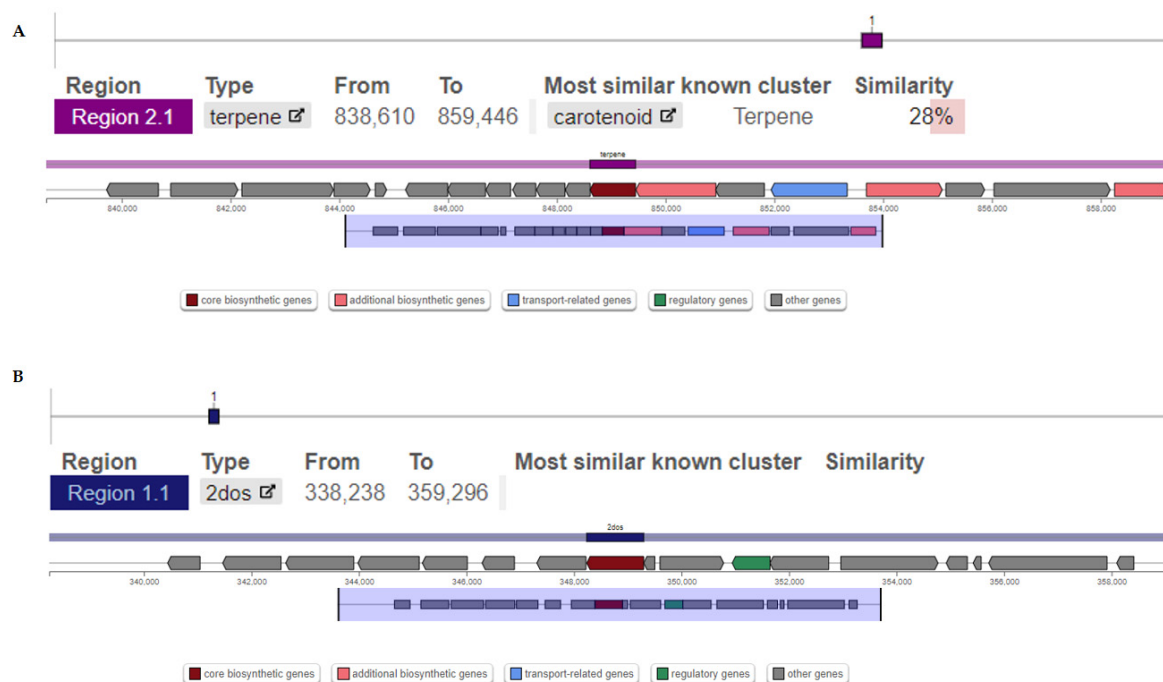 A
1
Region Type From To Most similar known cluster Similarity
Region 2.1 terpene 838,610 859,446 carotenoid Terpene 28%
terpene
840,000 842,000 844,000 846,000 848,000 850,000 852,000 854,000 856,000 858,000
core biosynthetic genes additional biosynthetic genes transport-related genes regulatory genes other genes
B
1
Region Type From To Most similar known cluster Similarity
Region 1.1 2dos 338,238 359,296
2dos
340,000 342,000 344,000 346,000 348,000 350,000 352,000 354,000 356,000 358,000
core biosynthetic genes additional biosynthetic genes transport-related genes regulatory genes other genes